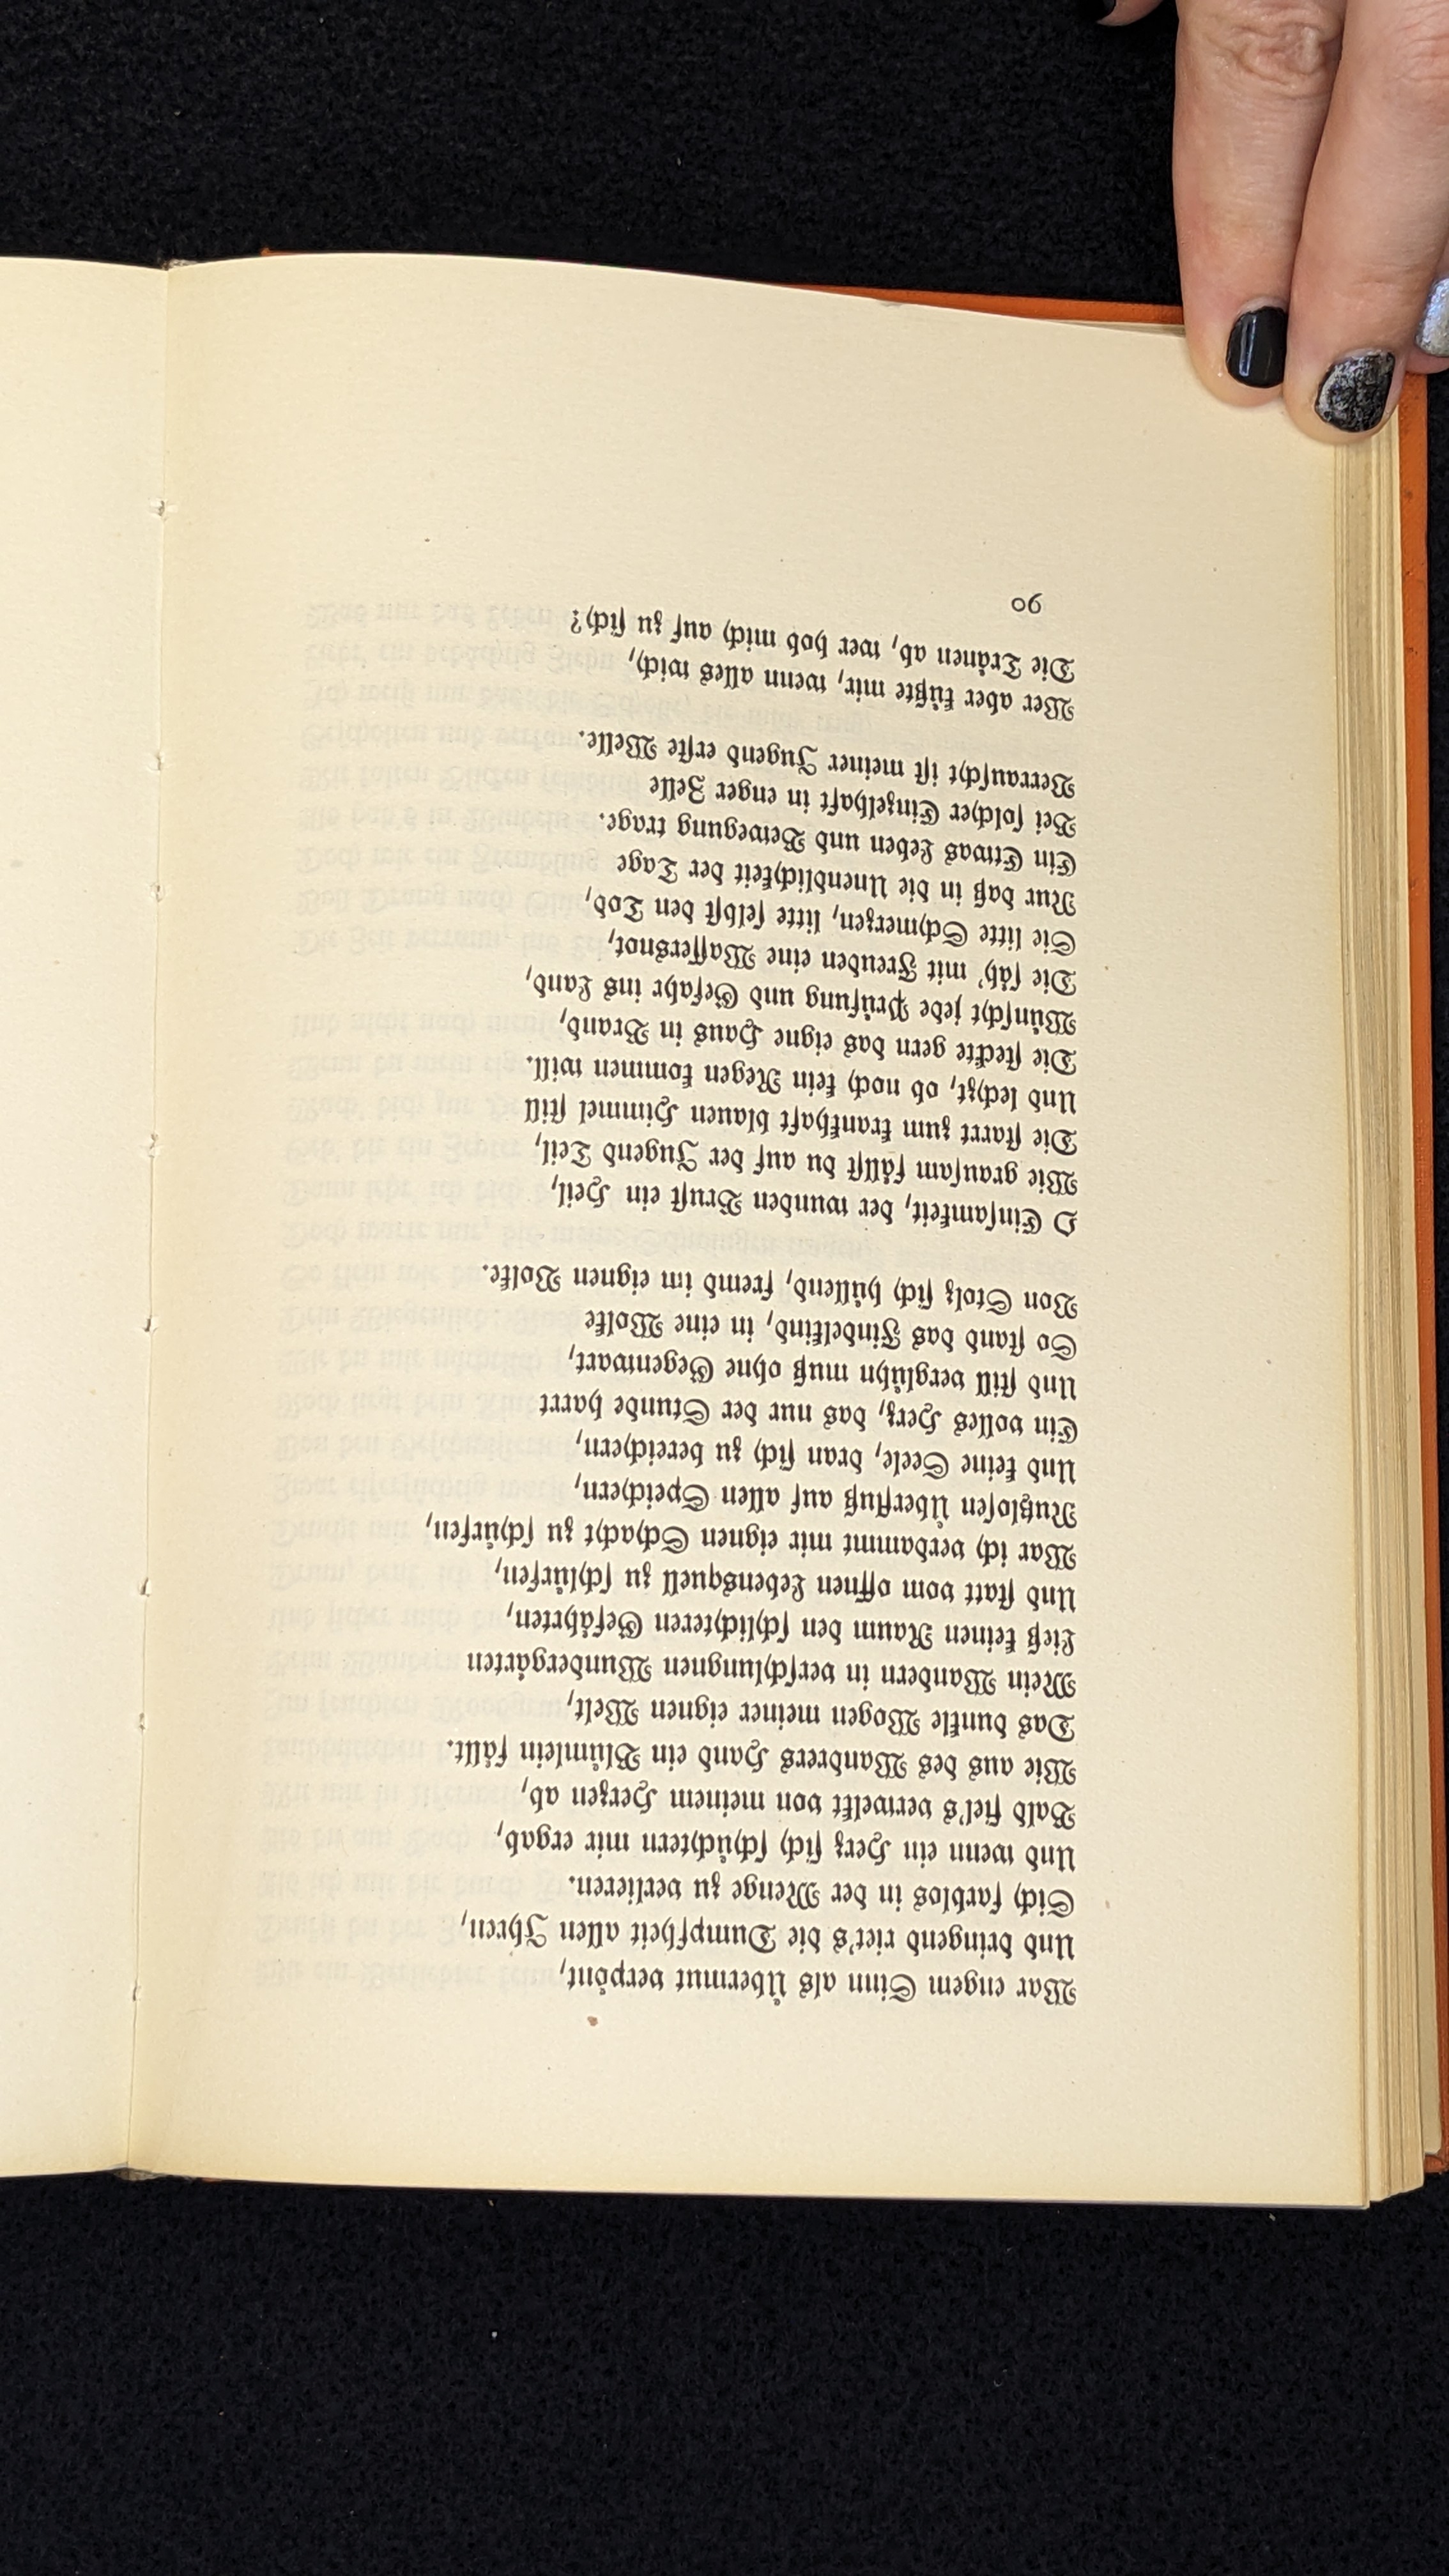 War engem Sinn als Übermut verpönt,
Und dringend riet's die Dumpfheit allen Ihren,
Sich farblos in der Menge zu verlieren.
Und wenn ein Herz sich schüchtern mir ergab,
Bald fiel's verwelkt von meinem Herzen ab,
Wie aus des Wandrers Hand ein Blümlein fällt.
Das dunkle Wogen meiner eignen Welt,
Mein Wandern in verschlungnen Wundergärten
Ließ keinen Raum den schlichteren Gefährten,
Und statt vom offnen Lebensquell zu schlürfen,
War ich verdammt mir eignen Schacht zu schürfen,
Nutzlosen Überfluß auf allen Speichern,
Und keine Seele, dran sich zu bereichern,
Ein volles Herz, das nur der Stunde harrt
Und still verglühn muß ohne Gegenwart,
So stand das Findelkind, in eine Wolke
Von Stolz sich hüllend, fremd im eignen Volke.
O Einsamkeit, der wunden Brust ein Heil,
Wie grausam fällst du auf der Jugend Teil,
Die starrt zum krankhaft blauen Himmel still
Und lechzt, ob noch kein Regen kommen will.
Die steckte gern das eigne Haus in Brand,
Wünscht jede Prüfung und Gefahr ins Land,
Die säh' mit Freuden eine Wassersnot,
Sie litte Schmerzen, litte selbst den Tod,
Nur daß in die Unendlichkeit der Tage
Ein Etwas Leben und Bewegung trage.
Bei solcher Einzelhaft in enger Zelle
Verrauscht ist meiner Jugend erste Welle.
Wer aber küßte mir, wenn alles wich,
Die Tränen ab, wer hob mich auf zu sich?
90